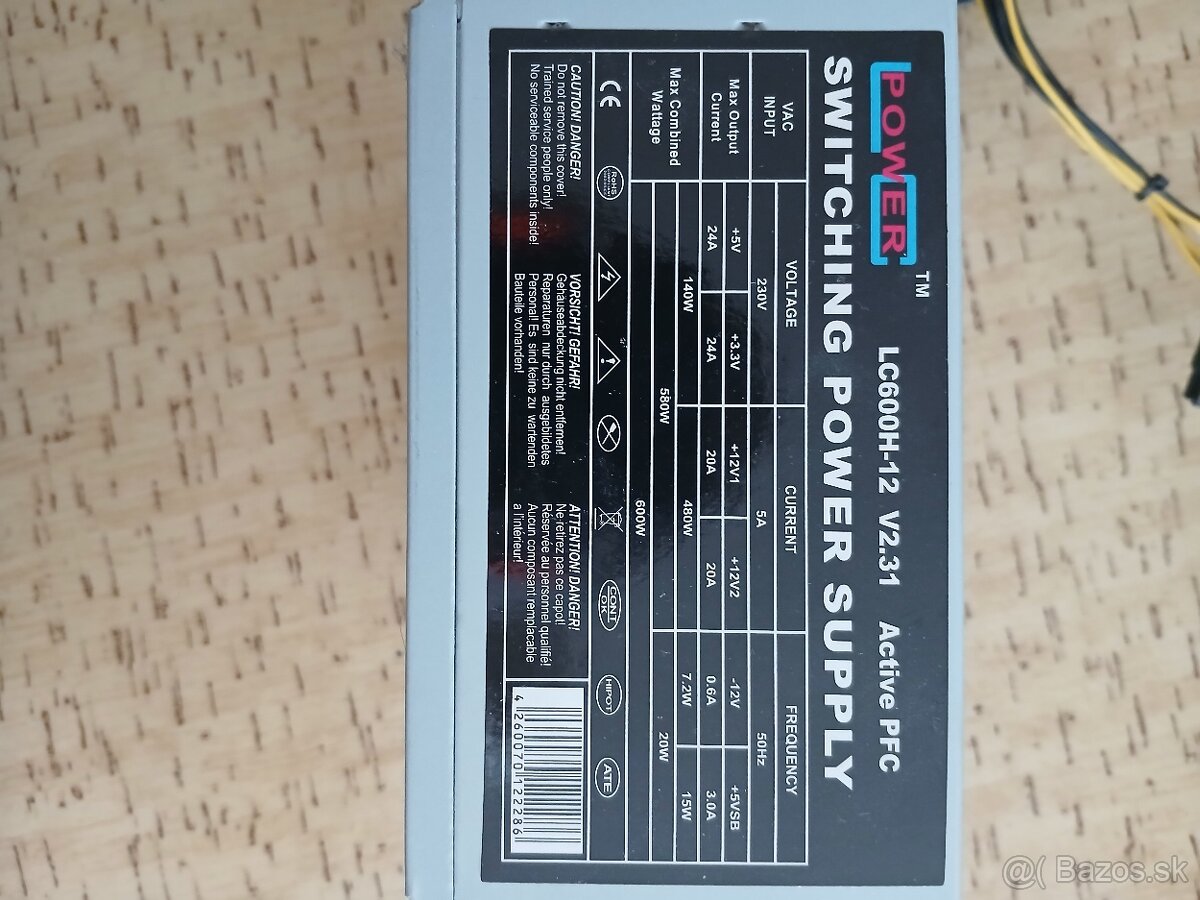 LC POWER™ LC600H-12 V2.31 Active PFC
SWITCHING POWER SUPPLY
VAC INPUT VOLTAGE CURRENT FREQUENCY
230V 5A 50Hz
Max Output Current +5V +3.3V +12V1 +12V2 -12V +5VSB
24A 24A 20A 20A 0.6A 3.0A
Max Combined Wattage 140W 480W 7.2W 15W
580W 20W
600W
CE RoHS CONT OK HIPOT ATE
CAUTION! DANGER!
Do not remove this cover!
Trained service people only!
No serviceable components inside!
VORSICHT! GEFAHR!
Gehäuseabdeckung nicht entfernen!
Reparaturen nur durch ausgebildetes
Personal! Es sind keine zu wartenden
Bauteile vorhanden!
ATTENTION! DANGER!
Ne retirez pas ce capot!
Réservée au personnel qualifié!
Aucun composant remplacable
a l'intérieur!
4 260070 122286
@( Bazos.sk